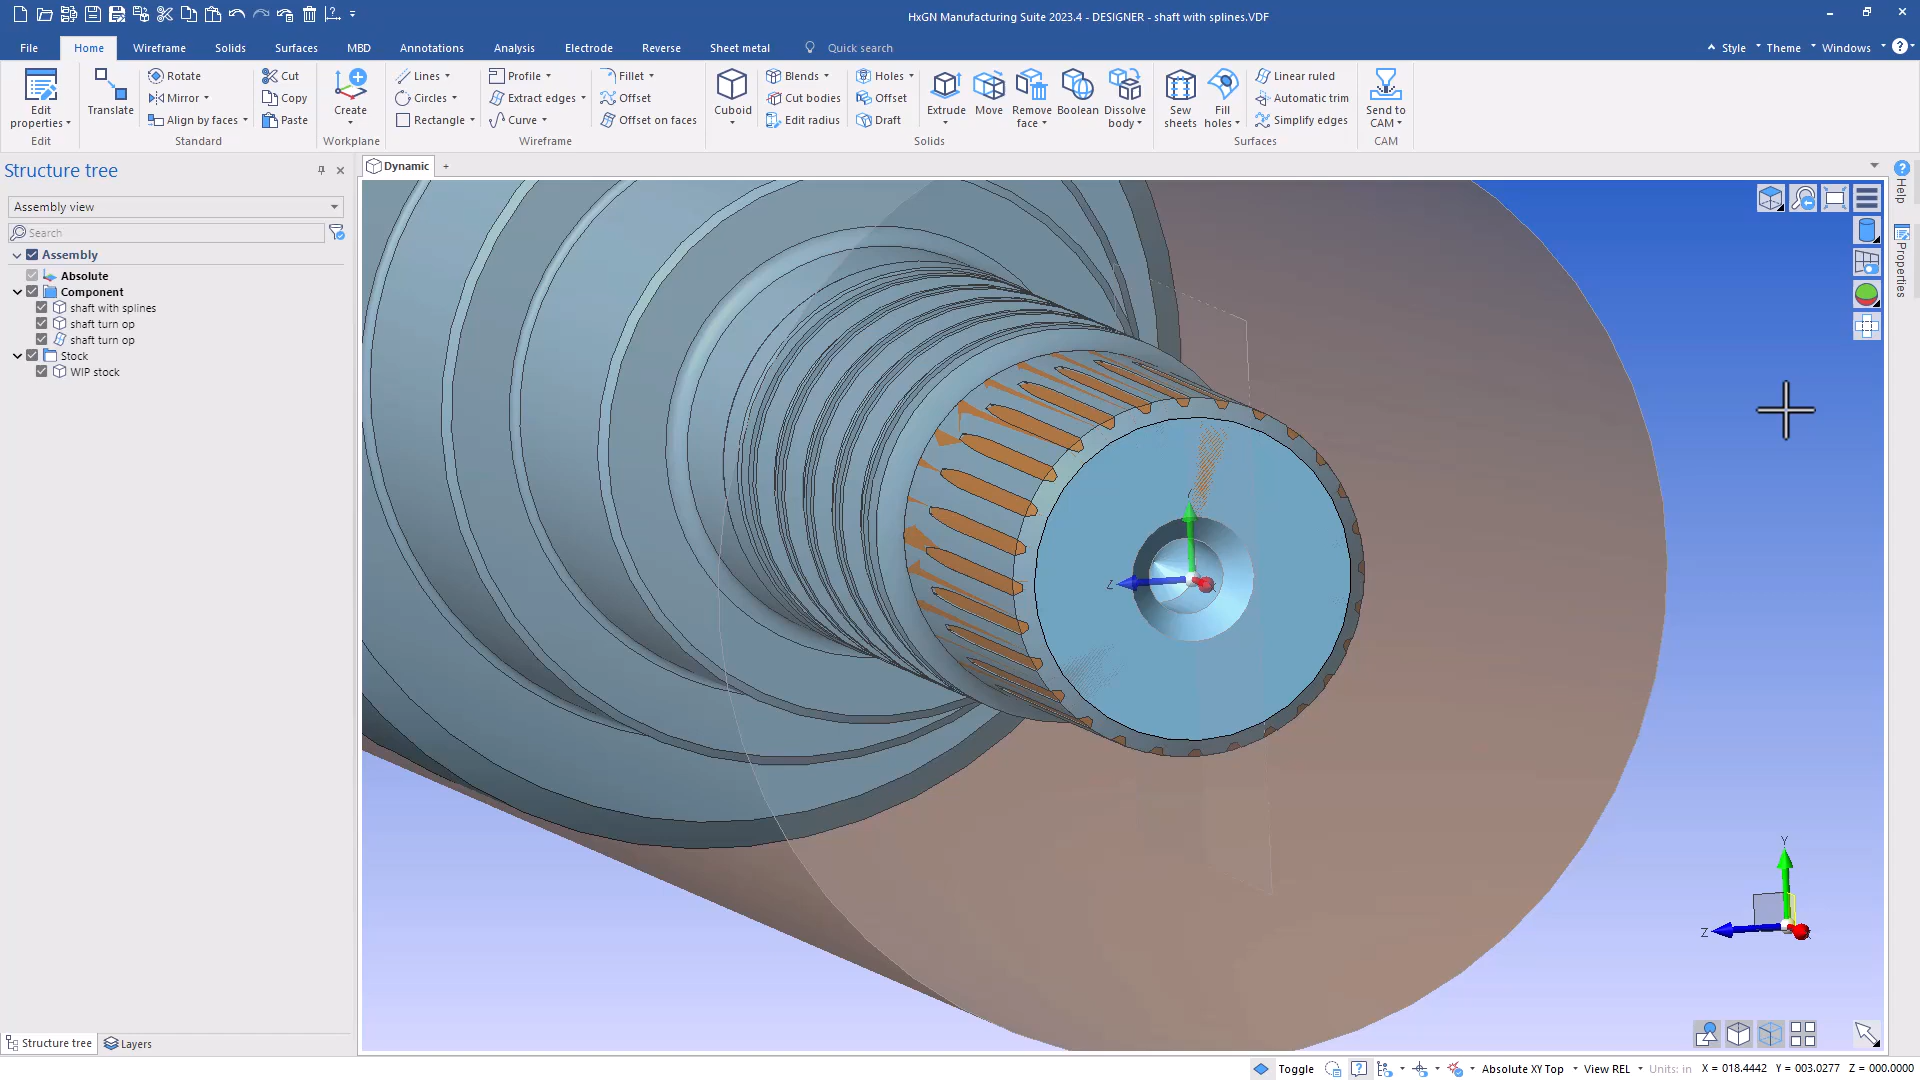 HxGN Manufacturing Suite 2023.4 - DESIGNER - shaft with splines.VDF
File Home Wireframe Solids Surfaces MBD Annotations Analysis Electrode Reverse Sheet metal Quick search Style Theme Windows
Edit properties
Edit
Translate
Rotate
Mirror
Align by faces
Cut
Copy
Paste
Standard
Create
Workplane
Lines
Circles
Rectangle
Profile
Extract edges
Curve
Fillet
Offset
Offset on faces
Wireframe
Cuboid
Blends
Cut bodies
Edit radius
Holes
Offset
Draft
Extrude
Move
Remove face
Boolean
Dissolve body
Solids
Sew sheets
Fill holes
Linear ruled
Automatic trim
Simplify edges
Surfaces
Send to CAM
CAM
Structure tree
Assembly view
Search
Assembly
Absolute
Component
shaft with splines
shaft turn op
shaft turn op
Stock
WIP stock
Dynamic +
Help
Properties
Z
Y
Z
Structure tree Layers
Toggle Absolute XY Top View REL Units: in X = 018.4442 Y = 003.0277 Z = 000.0000